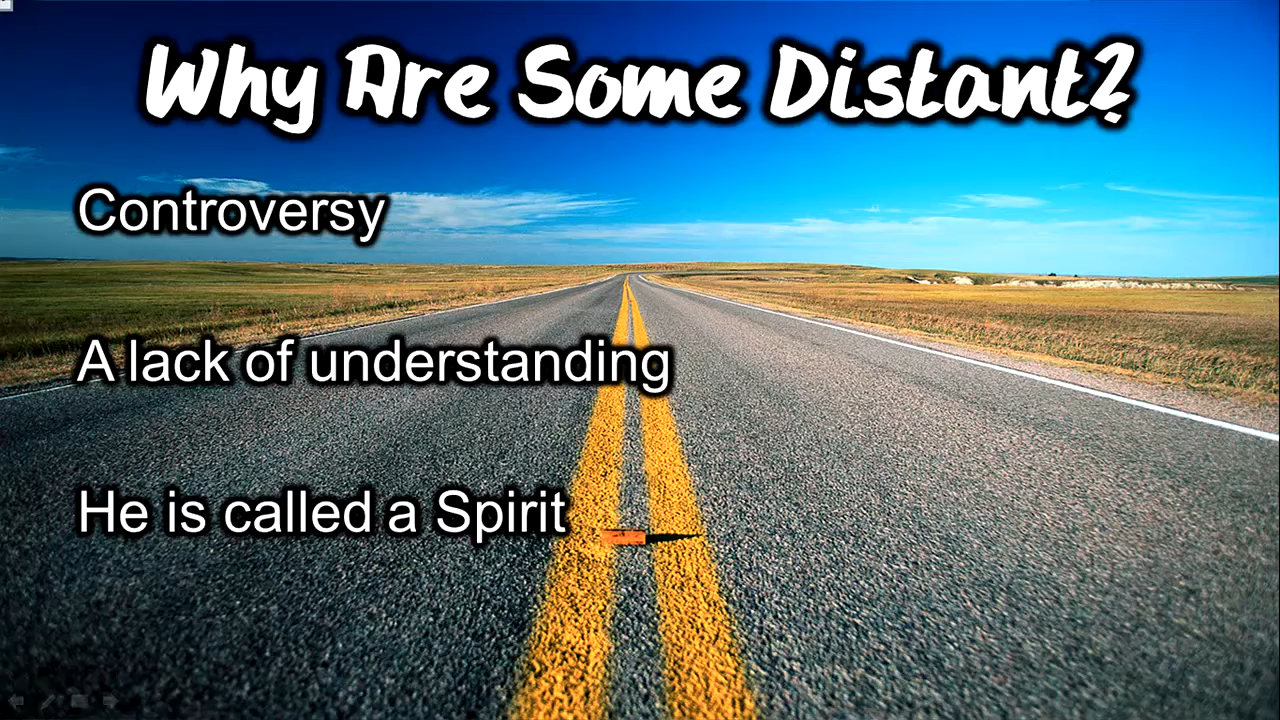 Why Are Some Distant?
Controversy
A lack of understanding
He is called a Spirit